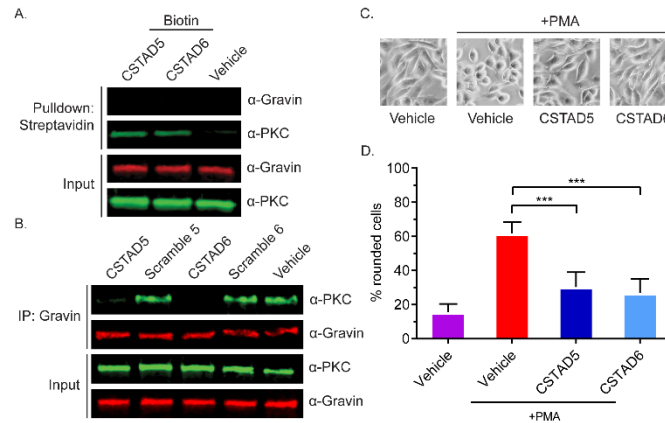 A.
Biotin
CSTAD5
CSTAD6
Vehicle
Pulldown:
Streptavidin
α-Gravin
α-PKC
Input
α-Gravin
α-PKC
B.
CSTAD5
Scramble 5
CSTAD6
Scramble 6
Vehicle
IP: Gravin
α-PKC
α-Gravin
Input
α-PKC
α-Gravin
C.
+PMA
Vehicle
Vehicle
CSTAD5
CSTAD6
D.
% rounded cells
100
80
60
40
20
0
***
***
Vehicle
Vehicle
CSTAD5
CSTAD6
+PMA